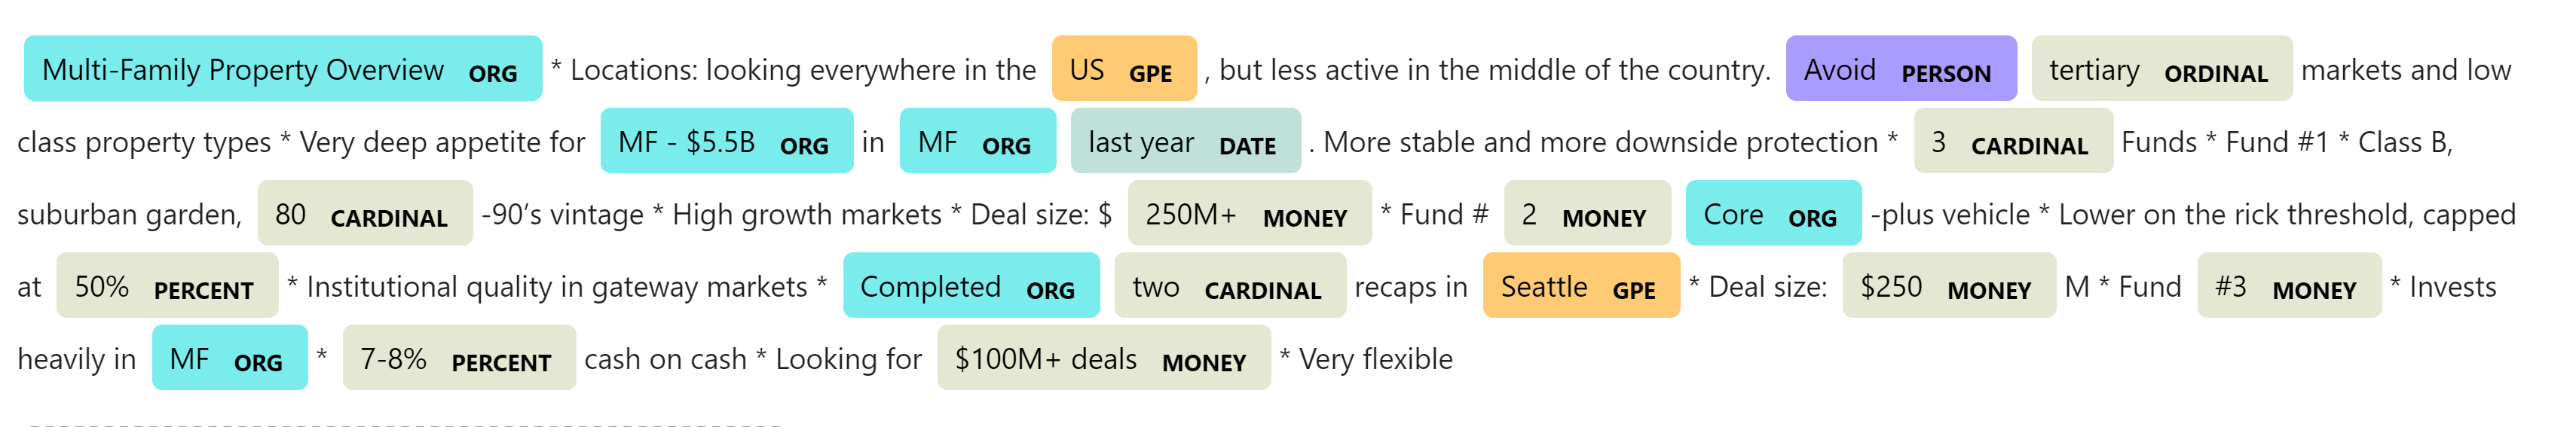 Multi-Family Property Overview ORG * Locations: looking everywhere in the US GPE , but less active in the middle of the country. Avoid PERSON tertiary ORDINAL markets and low
class property types * Very deep appetite for MF - $5.5B ORG in MF ORG last year DATE . More stable and more downside protection * 3 CARDINAL Funds * Fund #1 * Class B,
suburban garden, 80 CARDINAL -90’s vintage * High growth markets * Deal size: $ 250M+ MONEY * Fund # 2 MONEY Core ORG -plus vehicle * Lower on the rick threshold, capped
at 50% PERCENT * Institutional quality in gateway markets * Completed ORG two CARDINAL recaps in Seattle GPE * Deal size: $250 MONEY M * Fund #3 MONEY * Invests
heavily in MF ORG * 7-8% PERCENT cash on cash * Looking for $100M+ deals MONEY * Very flexible